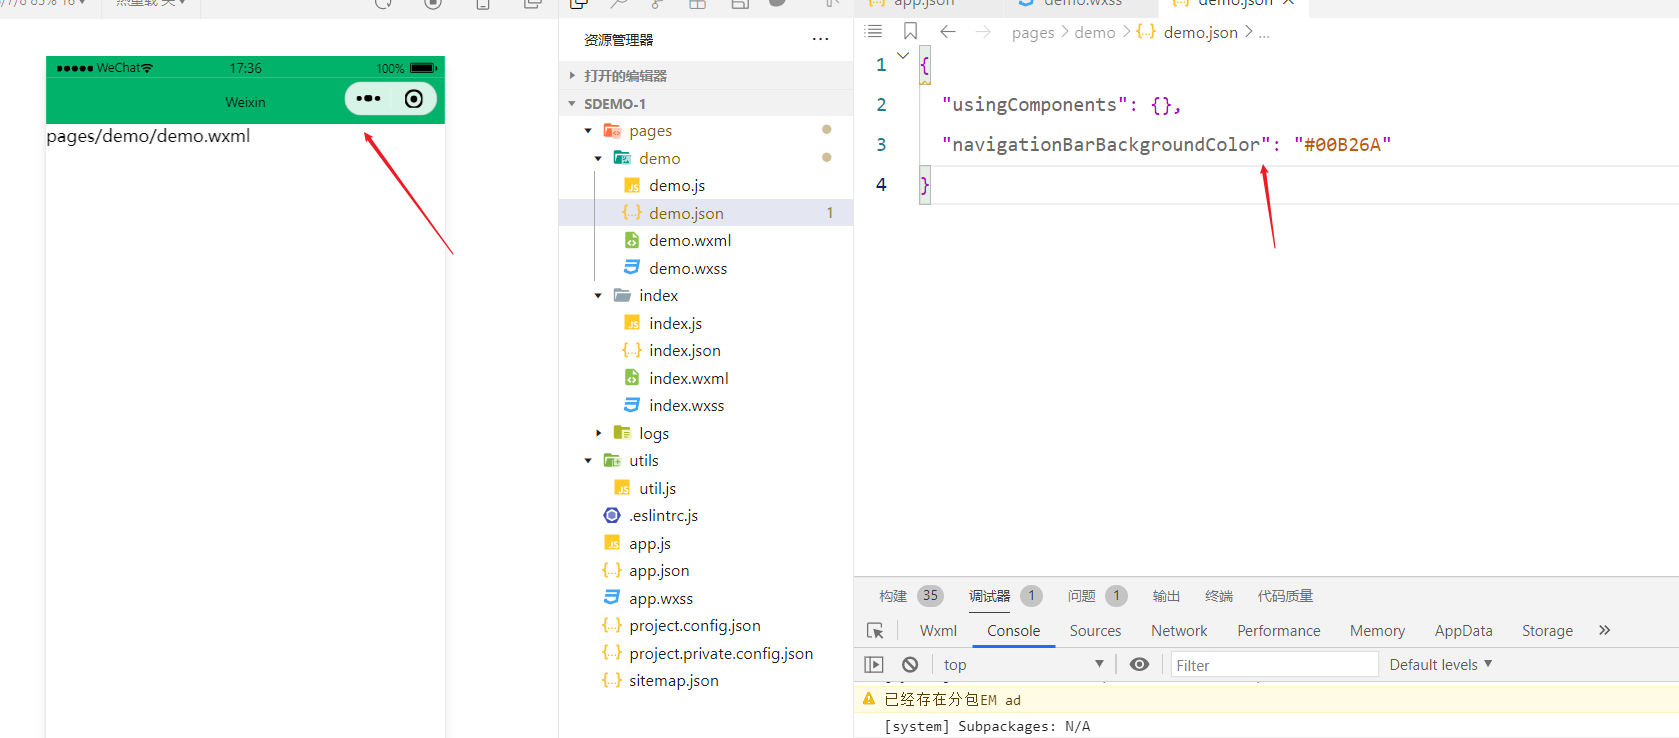 app.json
demo.wxss
demo.json
资源管理器
pages
demo
demo.json
...
WeChat
17:36
100%
Weixin
pages/demo/demo.wxml
打开的编辑器
SDEMO-1
pages
demo
demo.js
demo.json
1
demo.wxml
demo.wxss
index
index.js
index.json
index.wxml
index.wxss
logs
utils
util.js
.eslintrc.js
app.js
app.json
app.wxss
project.config.json
project.private.config.json
sitemap.json
1 {
2 "usingComponents": {},
3 "navigationBarBackgroundColor": "#00B26A"
4 }
构建 35 调试器 1 问题 1 输出 终端 代码质量
Wxml Console Sources Network Performance Memory AppData Storage
top Filter Default levels
已经存在分包EM ad
[system] Subpackages: N/A